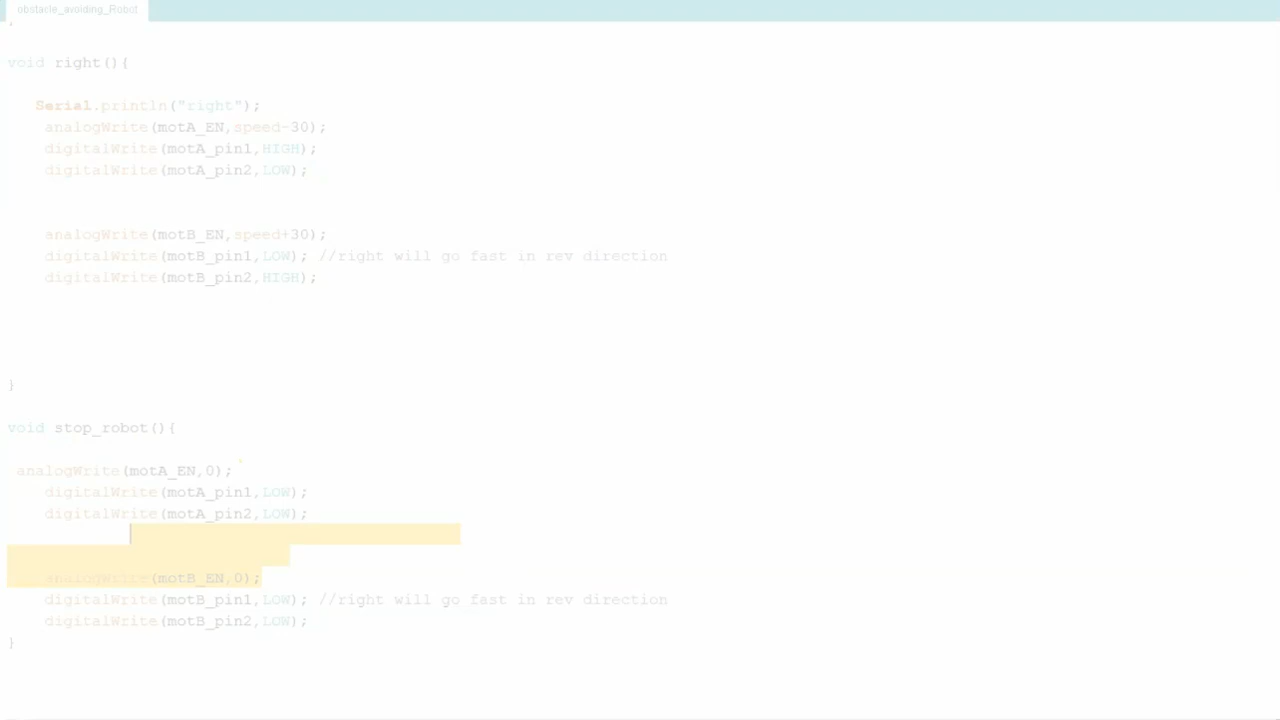 obstacle_avoiding_Robot
}
void right(){
Serial.println("right");
analogWrite(motA_EN,speed-30);
digitalWrite(motA_pin1,HIGH);
digitalWrite(motA_pin2,LOW);
analogWrite(motB_EN,speed+30);
digitalWrite(motB_pin1,LOW); //right will go fast in rev direction
digitalWrite(motB_pin2,HIGH);
}
void stop_robot(){
analogWrite(motA_EN,0);
digitalWrite(motA_pin1,LOW);
digitalWrite(motA_pin2,LOW);
analogWrite(motB_EN,0);
digitalWrite(motB_pin1,LOW); //right will go fast in rev direction
digitalWrite(motB_pin2,LOW);
}